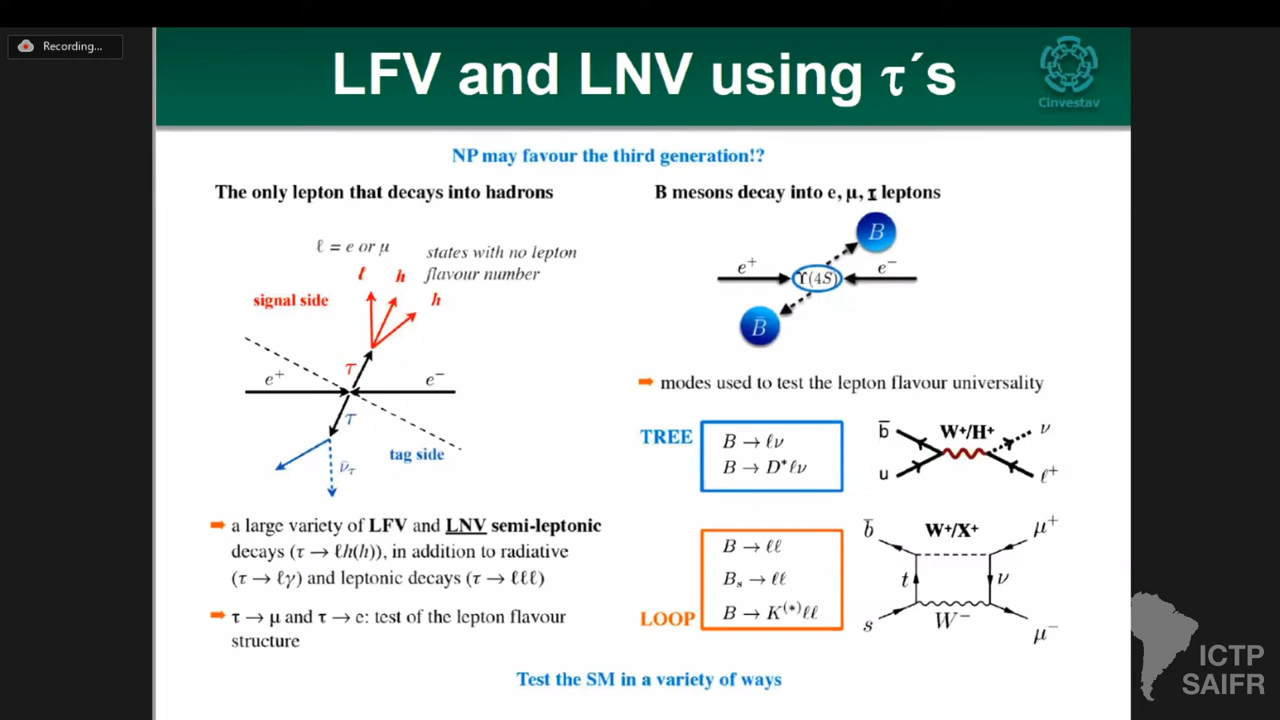 Recording...
LFV and LNV using τ´s
Cinvestav
NP may favour the third generation!?
The only lepton that decays into hadrons
ℓ = e or μ
states with no lepton
flavour number
ℓ
h
h
signal side
τ
e⁺
e⁻
τ
ν̄_τ
tag side
➡ a large variety of LFV and LNV semi-leptonic
decays (τ → ℓh(h), in addition to radiative
(τ → ℓγ) and leptonic decays (τ → ℓℓℓ)
➡ τ → μ and τ → e: test of the lepton flavour
structure
B mesons decay into e, μ, τ leptons
B
e⁺
ϒ(4S)
e⁻
B̄
➡ modes used to test the lepton flavour universality
TREE
B → ℓν
B → D*ℓν
b̄
W⁺/H⁺
ν
u
ℓ⁺
LOOP
B → ℓℓ
B_s → ℓℓ
B → K⁽*⁾ℓℓ
b̄
W⁺/X⁺
μ⁺
t
ν
s
W⁻
μ⁻
Test the SM in a variety of ways
ICTP
SAIFR